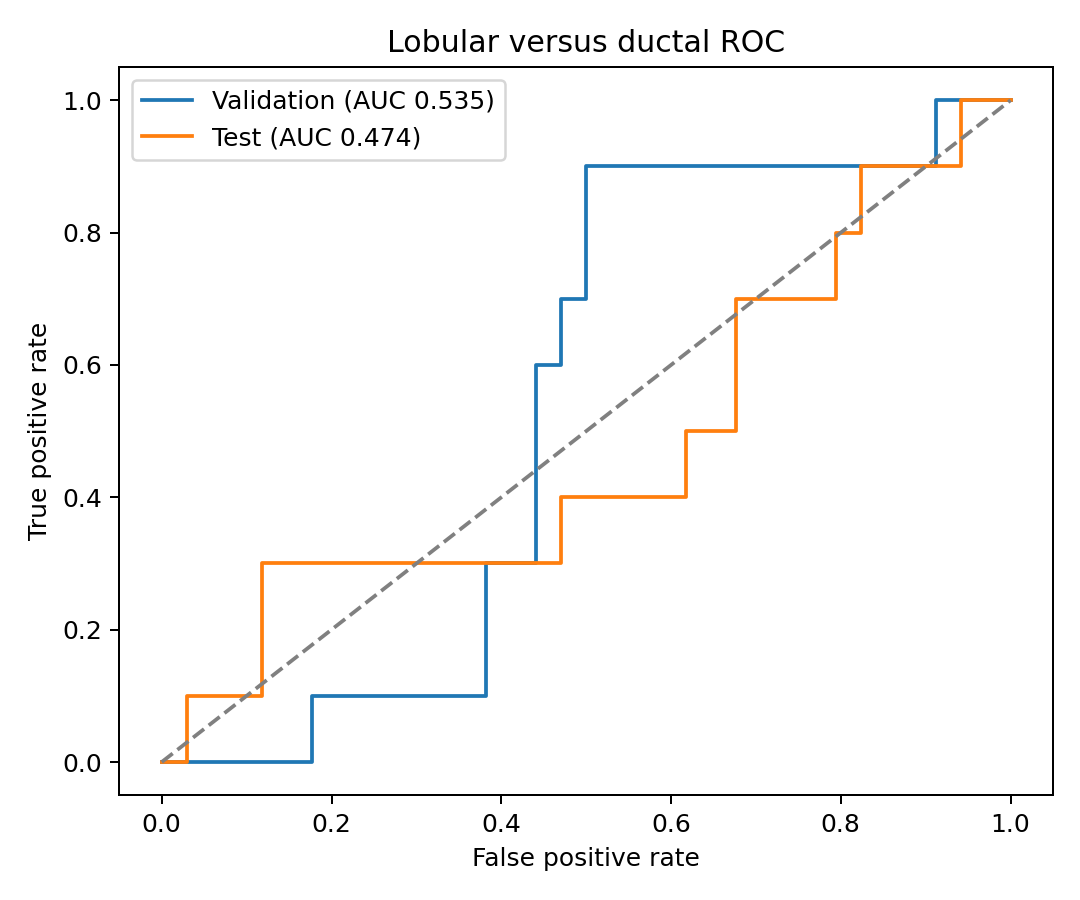 Lobular versus ductal ROC
Validation (AUC 0.535)
Test (AUC 0.474)
True positive rate
1.0
0.8
0.6
0.4
0.2
0.0
0.0 0.2 0.4 0.6 0.8 1.0
False positive rate